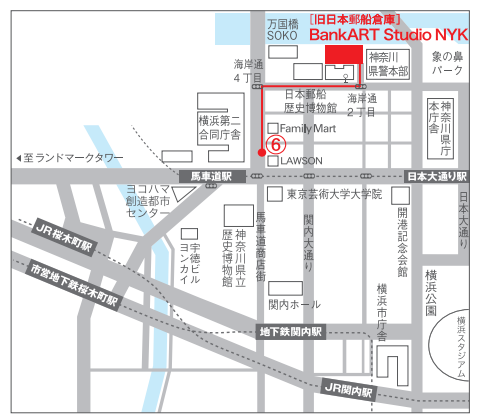 万国橋
SOKO
[旧日本郵船倉庫]
BankART Studio NYK
神奈川
県警本部
象の鼻
パーク
海岸通
4丁目
日本郵船
歴史博物館
海岸通
2丁目
横浜第二
合同庁舎
Family Mart
⑥
LAWSON
神奈川県庁
本庁舎
◀至ランドマークタワー
馬車道駅
日本大通り駅
ヨコハマ
創造都市
センター
東京芸術大学大学院
開港記念会館
日本大通り
JR桜木町駅
宇徳ビル
ヨンカイ
神奈川県立
歴史博物館
馬車道商店街
関内大通り
市営地下鉄桜木町駅
関内ホール
横浜市庁舎
横浜公園
横浜スタジアム
地下鉄関内駅
JR関内駅